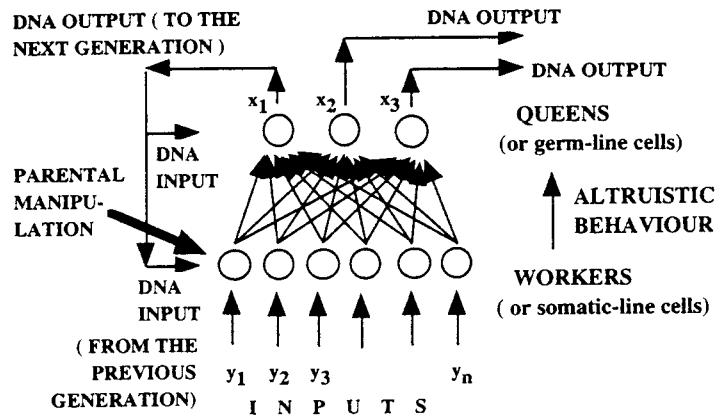 DNA OUTPUT ( TO THE
NEXT GENERATION )
DNA OUTPUT
DNA OUTPUT
x1
x2
x3
QUEENS
(or germ-line cells)
DNA
INPUT
PARENTAL
MANIPU-
LATION
ALTRUISTIC
BEHAVIOUR
DNA
INPUT
WORKERS
( or somatic-line cells)
( FROM THE
PREVIOUS
GENERATION)
y1 y2 y3 yn
I N P U T S